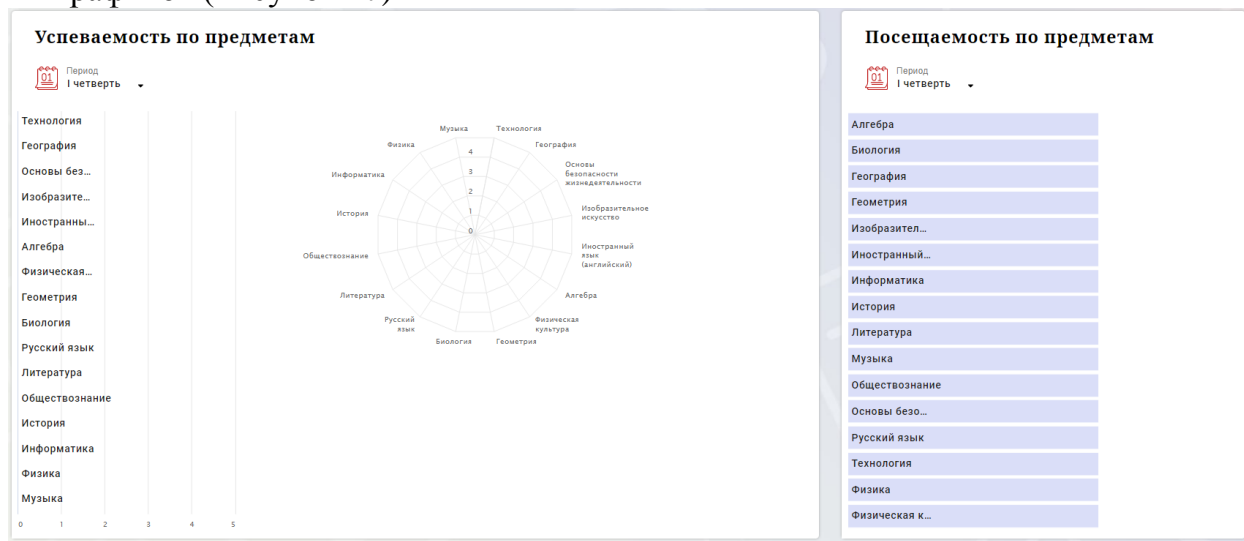 Успеваемость по предметам
01
Период
I четверть
Технология
География
Основы без...
Изобразите...
Иностранны...
Алгебра
Физическая...
Геометрия
Биология
Русский язык
Литература
Обществознание
История
Информатика
Физика
Музыка
0 1 2 3 4 5
Музыка
Технология
География
Основы
безопасности
жизнедеятельности
Изобразительное
искусство
Иностранный
язык
(английский)
Алгебра
Физическая
культура
Геометрия
Биология
Русский
язык
Литература
Обществознание
История
Информатика
Физика
4
3
2
1
0
Посещаемость по предметам
01
Период
I четверть
Алгебра
Биология
География
Геометрия
Изобразител...
Иностранный...
Информатика
История
Литература
Музыка
Обществознание
Основы безо...
Русский язык
Технология
Физика
Физическая к...